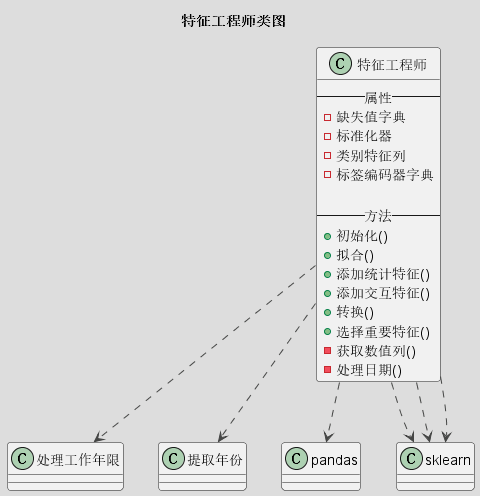 特征工程师类图
C 特征工程师
属性
缺失值字典
标准化器
类别特征列
标签编码器字典
方法
初始化()
拟合()
添加统计特征()
添加交互特征()
转换()
选择重要特征()
获取数值列()
处理日期()
C 处理工作年限
C 提取年份
C pandas
C sklearn